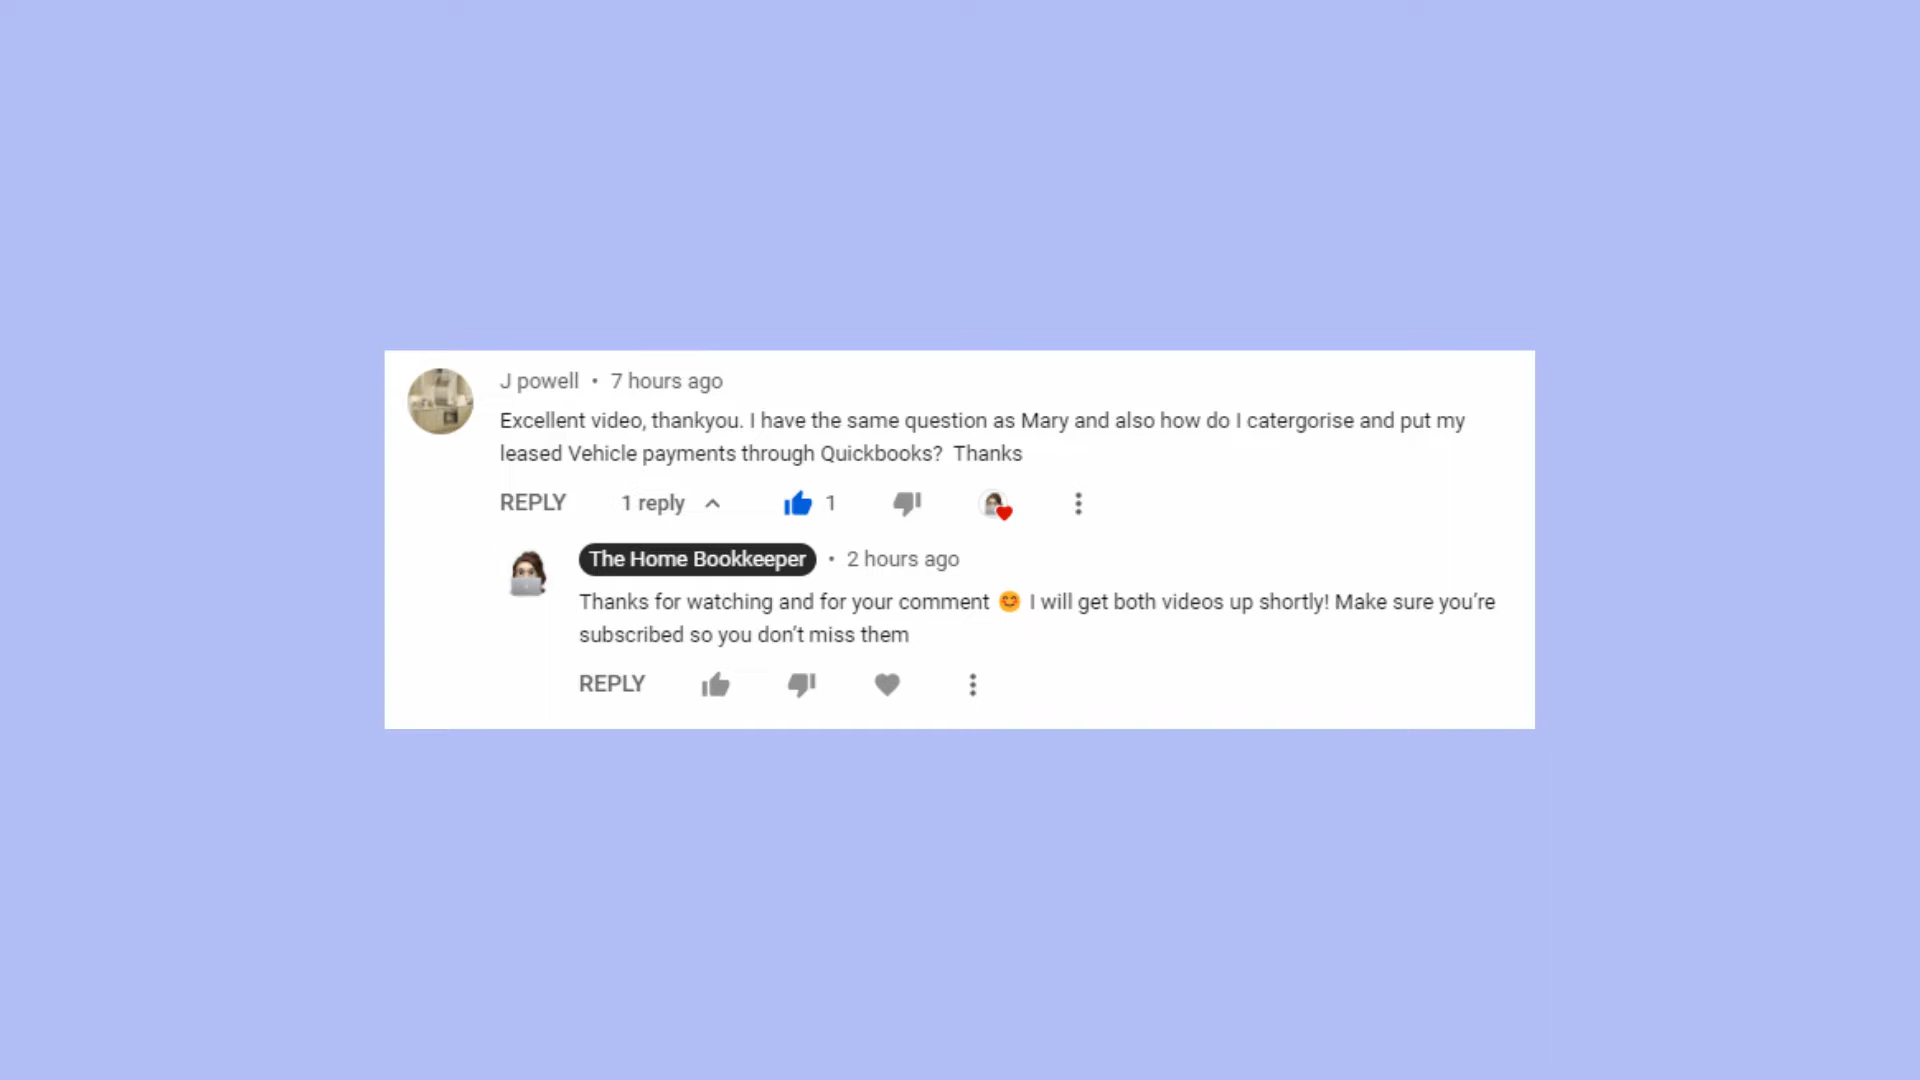 J powell • 7 hours ago
Excellent video, thankyou. I have the same question as Mary and also how do I catergorise and put my
leased Vehicle payments through Quickbooks?  Thanks
REPLY 1 reply 1
The Home Bookkeeper • 2 hours ago
Thanks for watching and for your comment 😊 I will get both videos up shortly! Make sure you’re
subscribed so you don’t miss them
REPLY